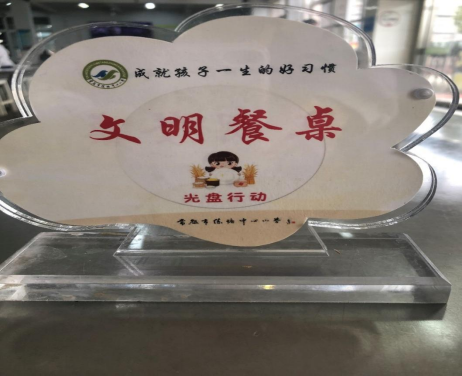 成就孩子一生的好习惯
文明餐桌
光盘行动